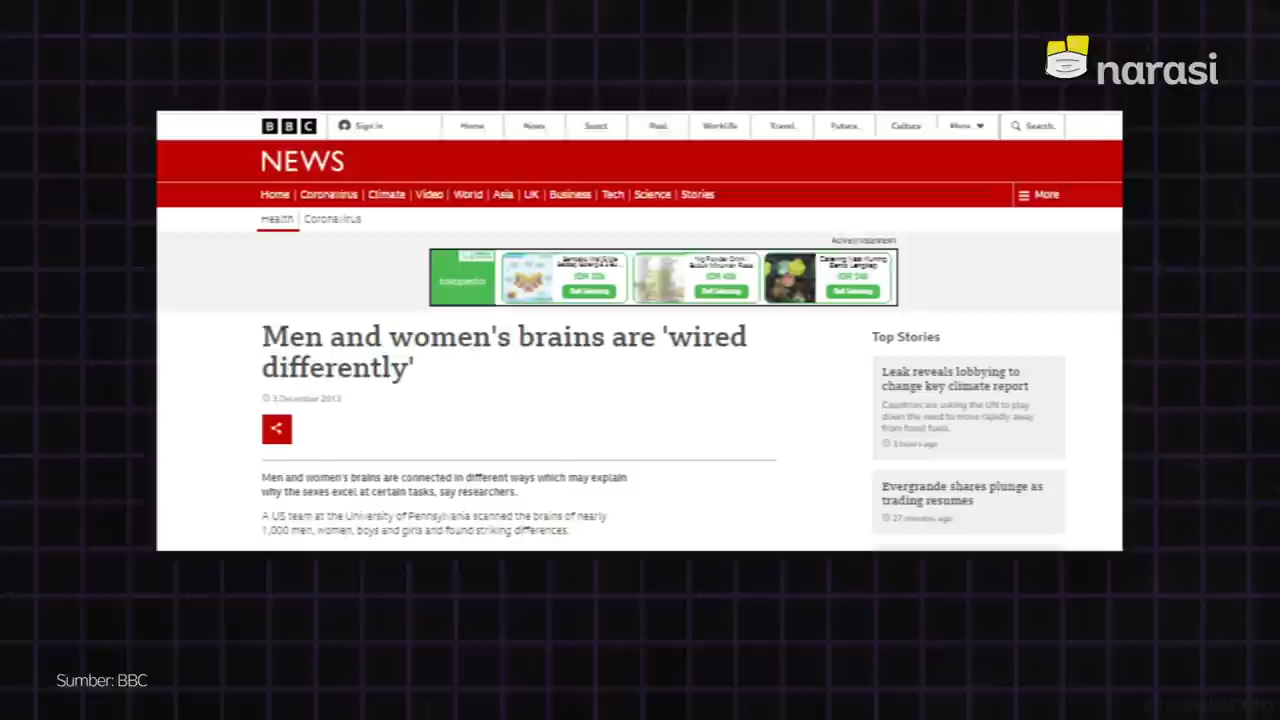 narasi
BBC Sign in Home News Sport Reel Worklife Travel Future Culture More Search
NEWS
Home Coronavirus Climate Video World Asia UK Business Tech Science Stories More
Health Coronavirus
Advertisement
tokopedia
Men and women's brains are 'wired
differently'
3 December 2013
Men and women's brains are connected in different ways which may explain
why the sexes excel at certain tasks, say researchers.
A US team at the University of Pennsylvania scanned the brains of nearly
1,000 men, women, boys and girls and found striking differences.
Top Stories
Leak reveals lobbying to
change key climate report
Countries are asking the UN to play
down the need to move rapidly away
from fossil fuels.
3 hours ago
Evergrande shares plunge as
trading resumes
27 minutes ago
Sumber: BBC